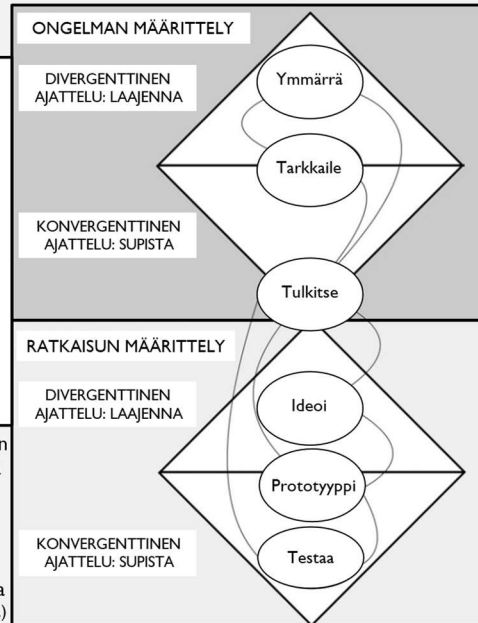 ONGELMAN MÄÄRITTELY
DIVERGENTTINEN
AJATTELU: LAAJENNA
Ymmärrä
Tarkkaile
KONVERGENTTINEN
AJATTELU: SUPISTA
Tulkitse
RATKAISUN MÄÄRITTELY
DIVERGENTTINEN
AJATTELU: LAAJENNA
Ideoi
Prototyyppi
KONVERGENTTINEN
AJATTELU: SUPISTA
Testaa